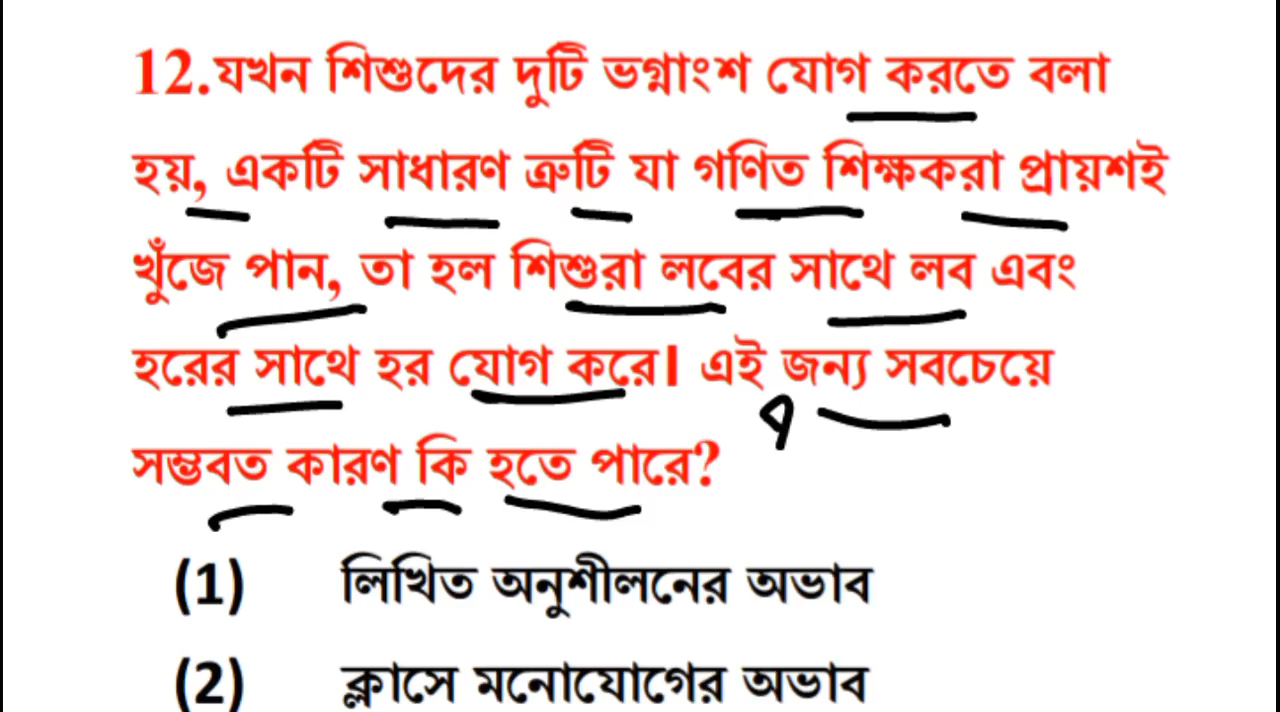 12.যখন শিশুদের দুটি ভগ্নাংশ যোগ করতে বলা
হয়, একটি সাধারণ ত্রুটি যা গণিত শিক্ষকরা প্রায়শই
খুঁজে পান, তা হল শিশুরা লবের সাথে লব এবং
হরের সাথে হর যোগ করে। এই জন্য সবচেয়ে
সম্ভবত কারণ কি হতে পারে?
(1) লিখিত অনুশীলনের অভাব
(2) ক্লাসে মনোযোগের অভাব